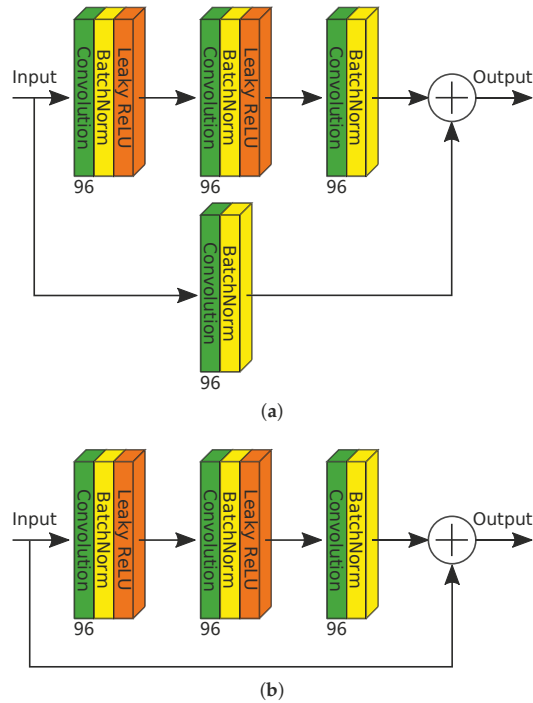 Input
Convolution
BatchNorm
Leaky ReLU
96
Convolution
BatchNorm
Leaky ReLU
96
Convolution
BatchNorm
96
Output
Convolution
BatchNorm
96
(a)
Input
Convolution
BatchNorm
Leaky ReLU
96
Convolution
BatchNorm
Leaky ReLU
96
Convolution
BatchNorm
96
Output
(b)